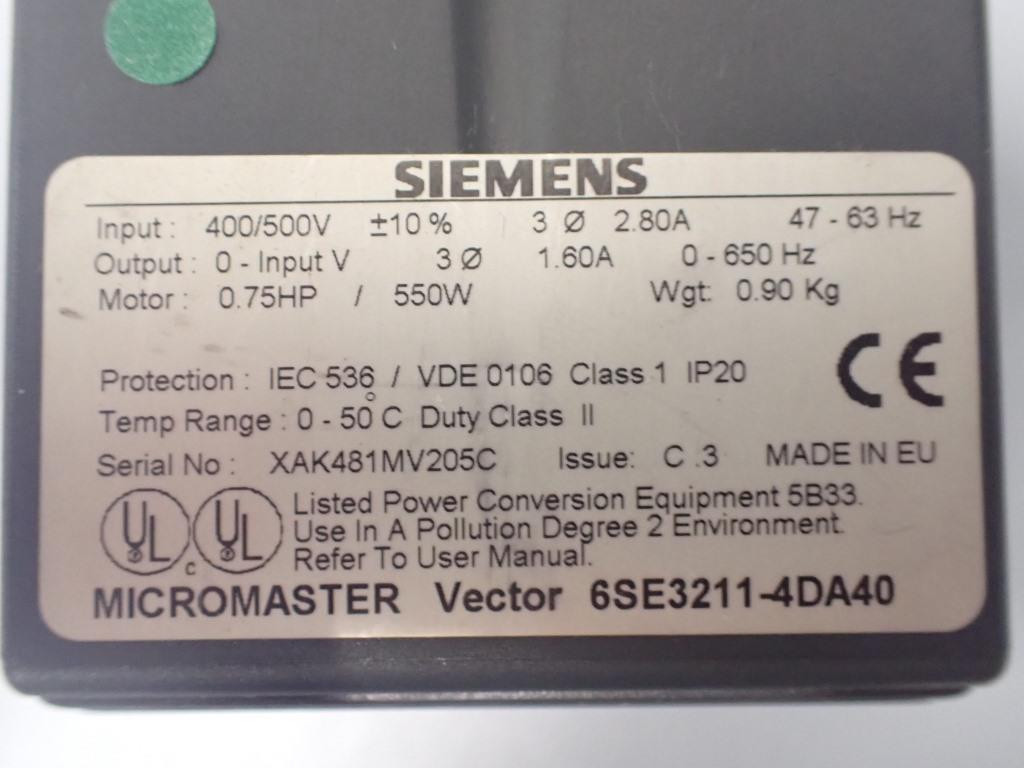 SIEMENS
Input : 400/500V ±10 % 3 Ø 2.80A 47 - 63 Hz
Output : 0 - Input V 3 Ø 1.60A 0 - 650 Hz
Motor : 0.75HP / 550W Wgt: 0.90 Kg
Protection : IEC 536 / VDE 0106 Class 1 IP20 CE
Temp Range : 0 - 50°C Duty Class II
Serial No : XAK481MV205C Issue: C .3 MADE IN EU
UL c UL Listed Power Conversion Equipment 5B33.
Use In A Pollution Degree 2 Environment.
Refer To User Manual.
MICROMASTER Vector 6SE3211-4DA40